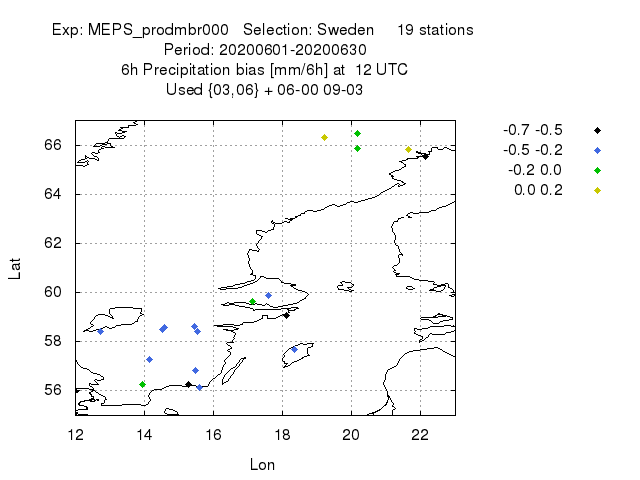 Exp: MEPS_prodmbr000 Selection: Sweden 19 stations
Period: 20200601-20200630
6h Precipitation bias [mm/6h] at 12 UTC
Used {03,06} + 06-00 09-03
-0.7 -0.5
-0.5 -0.2
-0.2 0.0
0.0 0.2
66
64
62
60
58
56
Lat
12 14 16 18 20 22
Lon